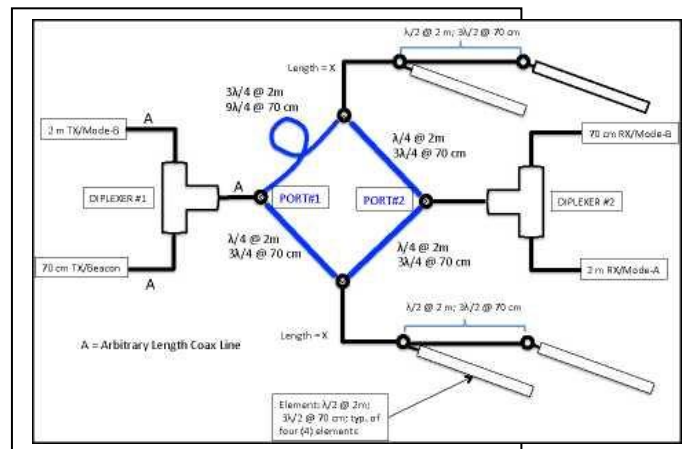 λ/2 @ 2 m; 3λ/2 @ 70 cm
Length = X
3λ/4 @ 2m
9λ/4 @ 70 cm
A
2 m TX/Mode-B
λ/4 @ 2m
3λ/4 @ 70 cm
70 cm RX/Mode-B
DIPLEXER #1
A
PORT#1
PORT#2
DIPLEXER #2
λ/4 @ 2m
3λ/4 @ 70 cm
λ/4 @ 2m
3λ/4 @ 70 cm
70 cm TX/Beacon
A
2 m RX/Mode-A
λ/2 @ 2 m; 3λ/2 @ 70 cm
Length = X
A = Arbitrary Length Coax Line
Element: λ/2 @ 2m;
3λ/2 @ 70 cm; typ. of
four (4) elements